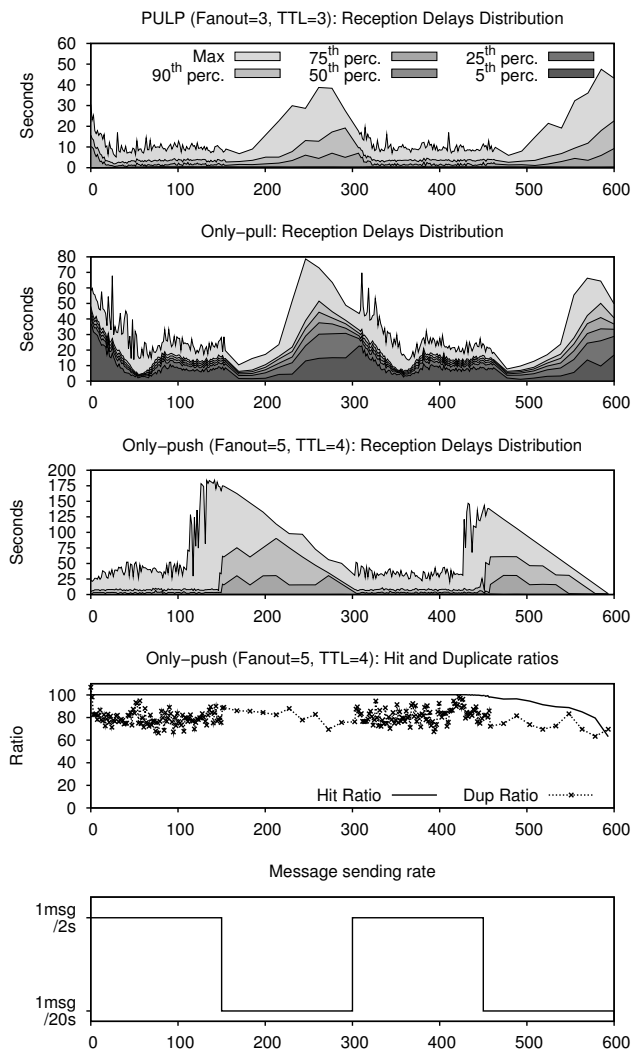 PULP (Fanout=3, TTL=3): Reception Delays Distribution
60
50
40
30
20
10
0
Seconds
Max
75th perc.
25th perc.
90th perc.
50th perc.
5th perc.
0 100 200 300 400 500 600
Only−pull: Reception Delays Distribution
80
70
60
50
40
30
20
10
0
Seconds
0 100 200 300 400 500 600
Only−push (Fanout=5, TTL=4): Reception Delays Distribution
200
175
150
125
100
75
50
25
0
Seconds
0 100 200 300 400 500 600
Only−push (Fanout=5, TTL=4): Hit and Duplicate ratios
100
80
60
40
20
0
Ratio
Hit Ratio
Dup Ratio
0 100 200 300 400 500 600
Message sending rate
1msg
/2s
1msg
/20s
0 100 200 300 400 500 600